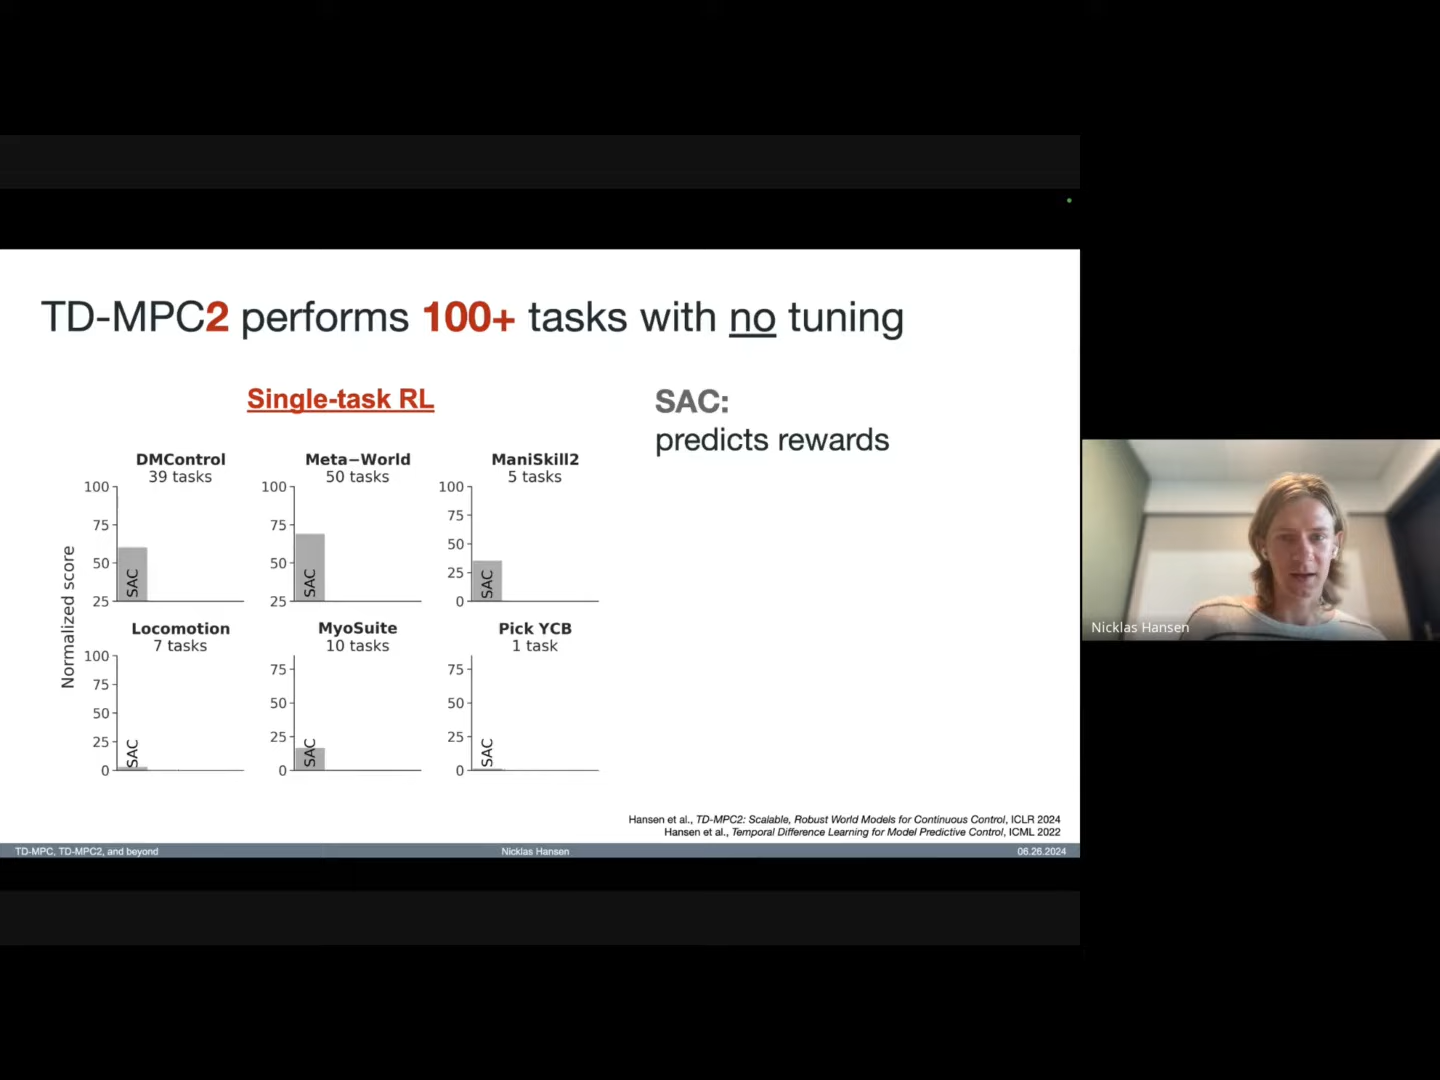 TD-MPC2 performs 100+ tasks with no tuning
Single-task RL
SAC:
predicts rewards
Normalized score
DMControl
39 tasks
100
75
50
25
SAC
Meta−World
50 tasks
100
75
50
25
SAC
ManiSkill2
5 tasks
100
75
50
25
0
SAC
Locomotion
7 tasks
100
75
50
25
0
SAC
MyoSuite
10 tasks
75
50
25
0
SAC
Pick YCB
1 task
75
50
25
0
SAC
Hansen et al., TD-MPC2: Scalable, Robust World Models for Continuous Control, ICLR 2024
Hansen et al., Temporal Difference Learning for Model Predictive Control, ICML 2022
TD-MPC, TD-MPC2, and beyond
Nicklas Hansen
06.26.2024
Nicklas Hansen